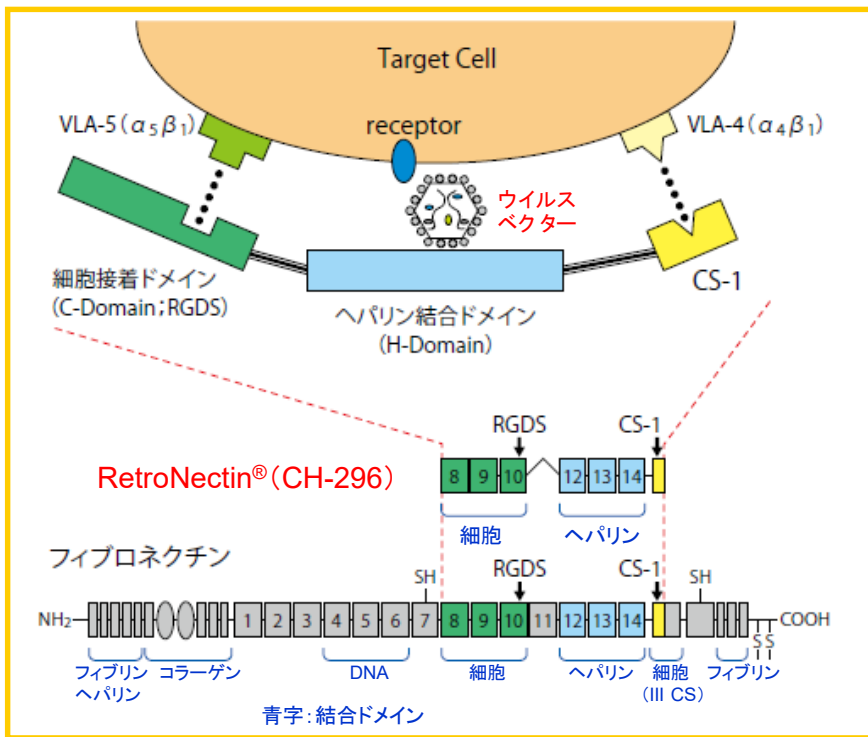 Target Cell
VLA-5(α5β1)
receptor
VLA-4(α4β1)
ウイルス
ベクター
細胞接着ドメイン
(C-Domain;RGDS)
ヘパリン結合ドメイン
(H-Domain)
CS-1
RGDS
CS-1
RetroNectin®(CH-296)
8 9 10 12 13 14
細胞
ヘパリン
フィブロネクチン
SH
RGDS
CS-1
SH
NH2
1 2 3 4 5 6 7 8 9 10 11 12 13 14
COOH
S S
フィブリン
ヘパリン
コラーゲン
DNA
細胞
ヘパリン
細胞
(III CS)
フィブリン
青字:結合ドメイン